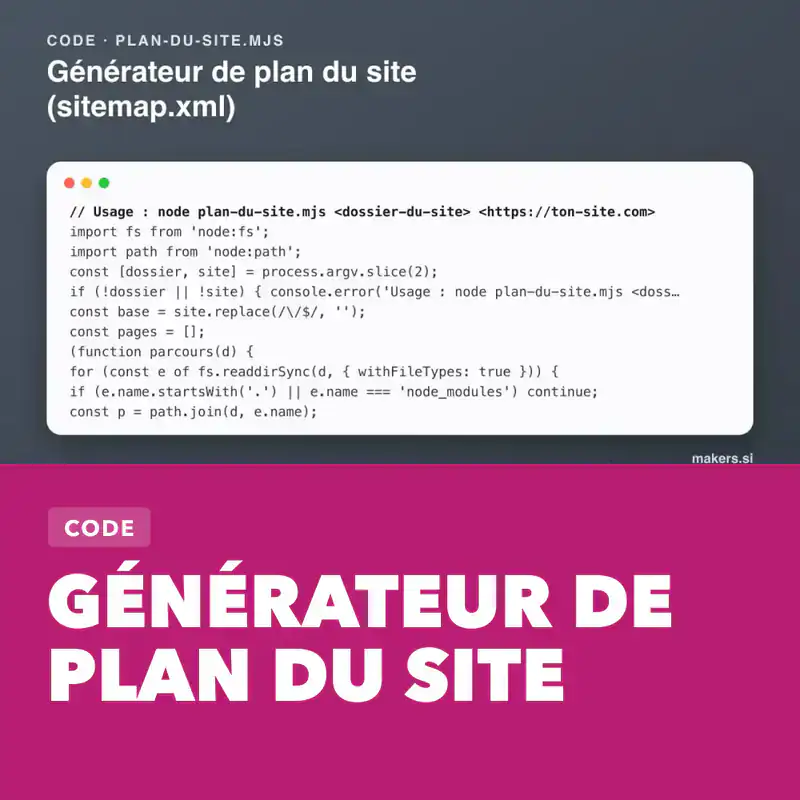 CODE · PLAN-DU-SITE.MJS
Générateur de plan du site
(sitemap.xml)
// Usage : node plan-du-site.mjs <dossier-du-site> <https://ton-site.com>
import fs from 'node:fs';
import path from 'node:path';
const [dossier, site] = process.argv.slice(2);
if (!dossier || !site) { console.error('Usage : node plan-du-site.mjs <doss…
const base = site.replace(/\/$/, '');
const pages = [];
(function parcours(d) {
for (const e of fs.readdirSync(d, { withFileTypes: true })) {
if (e.name.startsWith('.') || e.name === 'node_modules') continue;
const p = path.join(d, e.name);
makers.si
CODE
GÉNÉRATEUR DE
PLAN DU SITE